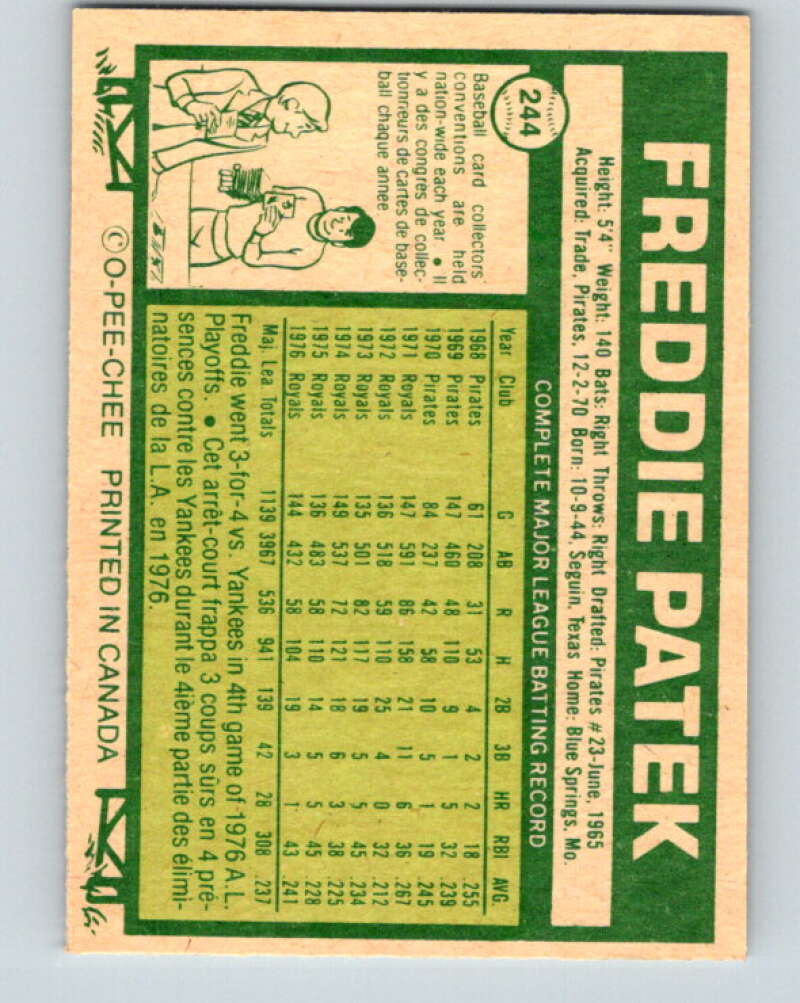 FREDDIE PATEK
244
Height: 5'4" Weight: 140 Bats: Right Throws: Right Drafted: Pirates #23-June, 1965
Acquired: Trade, Pirates, 12-2-70 Born: 10-9-44, Seguin, Texas Home: Blue Springs, Mo.
COMPLETE MAJOR LEAGUE BATTING RECORD
Year Club G AB R H 2B 3B HR RBI AVG.
1968 Pirates 61 208 31 53 4 2 2 18 .255
1969 Pirates 147 460 48 110 9 1 5 32 .239
1970 Pirates 84 237 42 58 10 5 1 19 .245
1971 Royals 147 591 86 158 21 11 6 36 .267
1972 Royals 136 518 59 110 25 4 0 32 .212
1973 Royals 135 501 82 117 19 5 5 45 .234
1974 Royals 149 537 72 121 18 6 3 38 .225
1975 Royals 136 483 58 110 14 5 5 45 .228
1976 Royals 144 432 58 104 19 3 1 43 .241
Maj. Lea Totals 1139 3967 536 941 139 42 28 308 .237
Freddie went 3-for-4 vs. Yankees in 4th game of 1976 A.L.
Playoffs. • Cet arrêt-court frappa 3 coups sûrs en 4 pré-
sences contre les Yankees durant le 4ième partie des élimi-
natoires de la L.A. en 1976.
Baseball card collectors'
conventions are held
nation-wide each year • Il
y a des congrès de collec-
tionneurs de cartes de base-
ball chaque année
© O-PEE-CHEE PRINTED IN CANADA